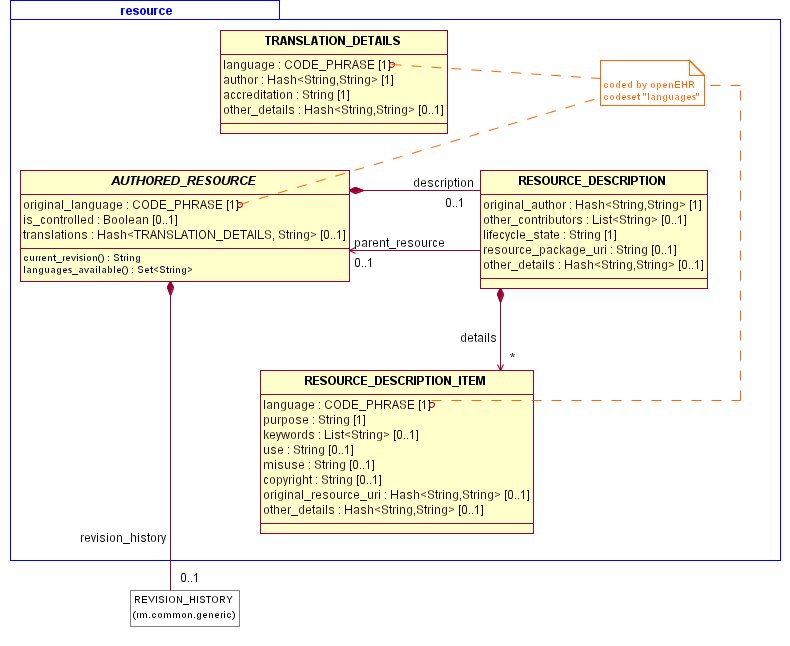 resource
TRANSLATION_DETAILS
language : CODE_PHRASE [1]
author : Hash<String,String> [1]
accreditation : String [1]
other_details : Hash<String,String> [0..1]
coded by openEHR
codeset "languages"
AUTHORED_RESOURCE
original_language : CODE_PHRASE [1]
is_controlled : Boolean [0..1]
translations : Hash<TRANSLATION_DETAILS, String> [0..1]
current_revision() : String
languages_available() : Set<String>
description
0..1
parent_resource
0..1
RESOURCE_DESCRIPTION
original_author : Hash<String,String> [1]
other_contributors : List<String> [0..1]
lifecycle_state : String [1]
resource_package_uri : String [0..1]
other_details : Hash<String,String> [0..1]
details
*
RESOURCE_DESCRIPTION_ITEM
language : CODE_PHRASE [1]
purpose : String [1]
keywords : List<String> [0..1]
use : String [0..1]
misuse : String [0..1]
copyright : String [0..1]
original_resource_uri : Hash<String,String> [0..1]
other_details : Hash<String,String> [0..1]
revision_history
0..1
REVISION_HISTORY
(rm.common.generic)